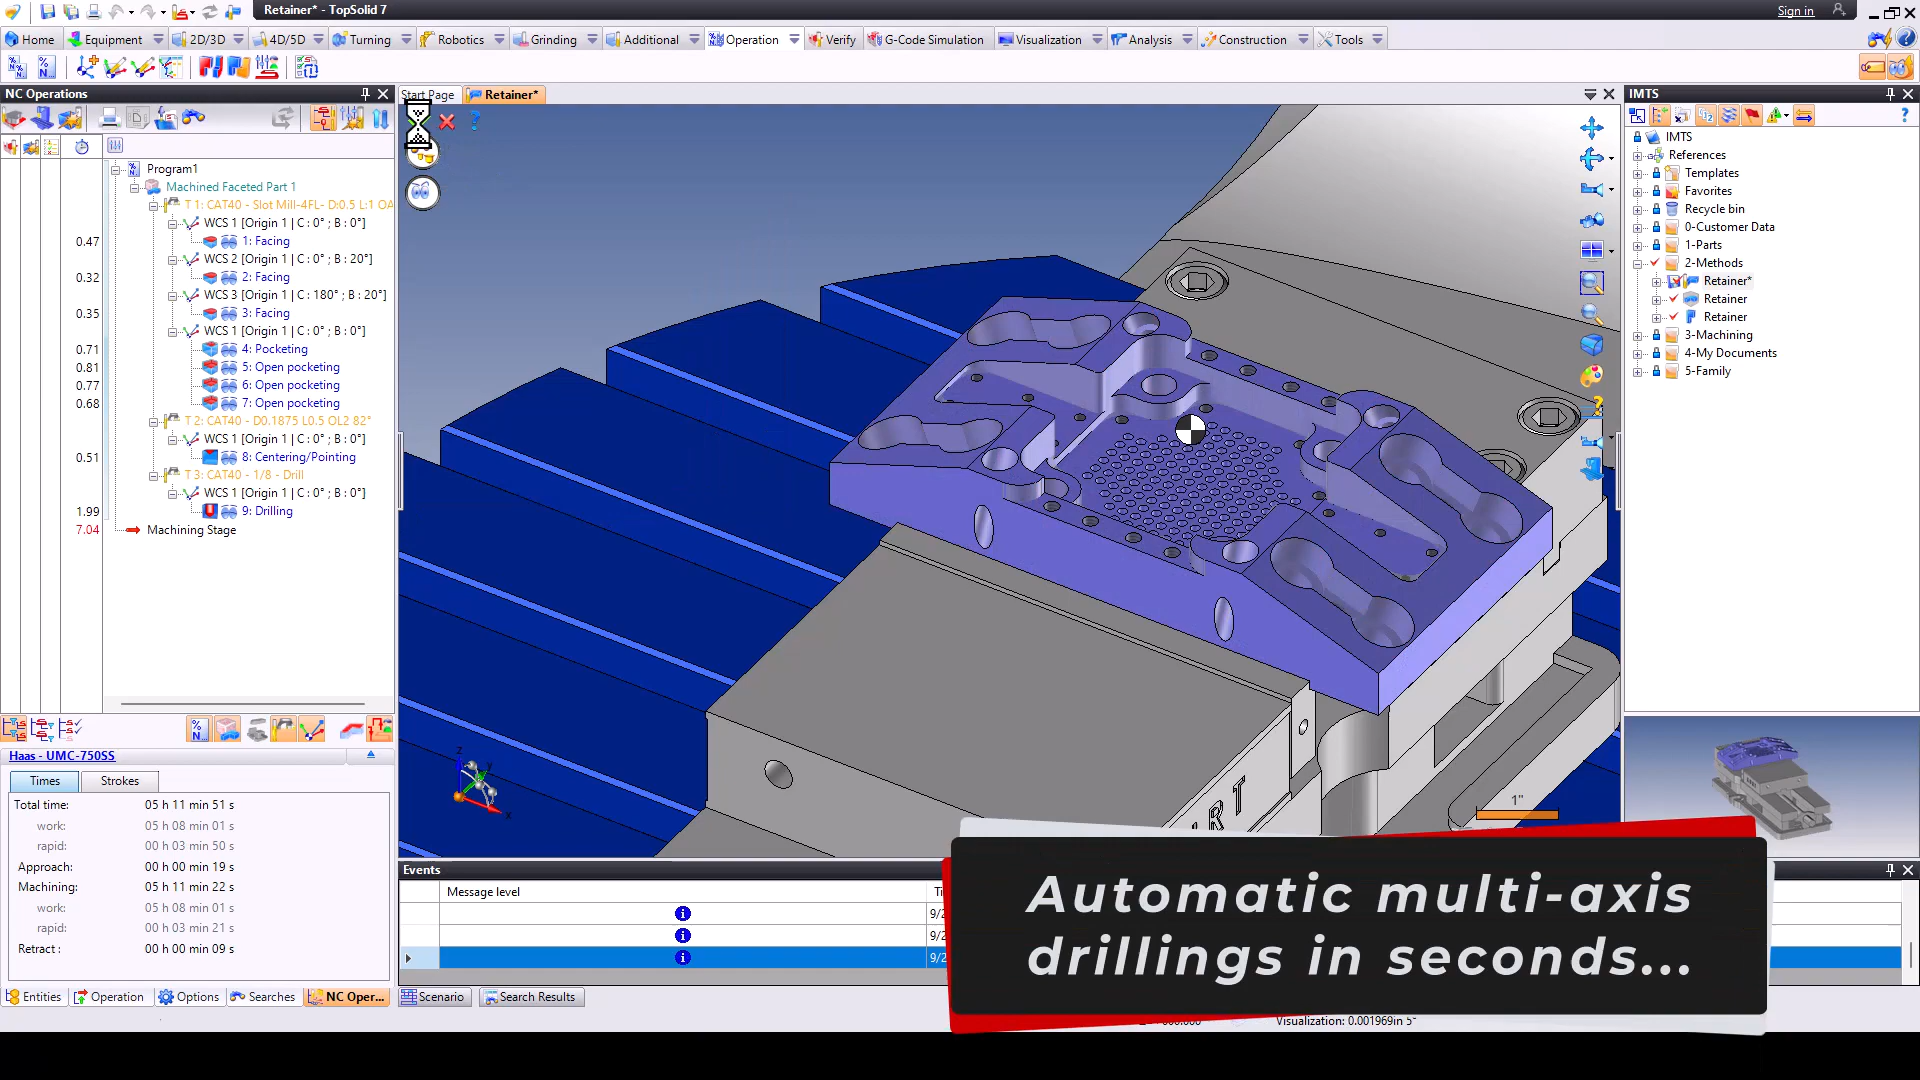 Retainer* - TopSolid 7
Sign in
Home
Equipment
2D/3D
4D/5D
Turning
Robotics
Grinding
Additional
Operation
Verify
G-Code Simulation
Visualization
Analysis
Construction
Tools
NC Operations
Start Page
Retainer*
IMTS
Program1
Machined Faceted Part 1
T 1: CAT40 - Slot Mill-4FL- D:0.5 L:1 OA
WCS 1 [Origin 1 | C : 0° ; B : 0°]
0.47
1: Facing
WCS 2 [Origin 1 | C : 0° ; B : 20°]
0.32
2: Facing
WCS 3 [Origin 1 | C : 180° ; B : 20°]
0.35
3: Facing
WCS 1 [Origin 1 | C : 0° ; B : 0°]
0.71
4: Pocketing
0.81
5: Open pocketing
0.77
6: Open pocketing
0.68
7: Open pocketing
T 2: CAT40 - D0.1875 L0.5 OL2 82°
WCS 1 [Origin 1 | C : 0° ; B : 0°]
0.51
8: Centering/Pointing
T 3: CAT40 - 1/8 - Drill
WCS 1 [Origin 1 | C : 0° ; B : 0°]
1.99
9: Drilling
7.04
Machining Stage
IMTS
References
Templates
Favorites
Recycle bin
0-Customer Data
1-Parts
2-Methods
Retainer*
Retainer
Retainer
3-Machining
4-My Documents
5-Family
Haas - UMC-750SS
Times
Strokes
Total time: 05 h 11 min 51 s
work: 05 h 08 min 01 s
rapid: 00 h 03 min 50 s
Approach: 00 h 00 min 19 s
Machining: 05 h 11 min 22 s
work: 05 h 08 min 01 s
rapid: 00 h 03 min 21 s
Retract : 00 h 00 min 09 s
Entities
Operation
Options
Searches
NC Oper...
z
y
x
1"
Events
Message level
9/2
9/2
9/2
Scenario
Search Results
Automatic multi-axis
drillings in seconds...
Visualization: 0.001969in 5°